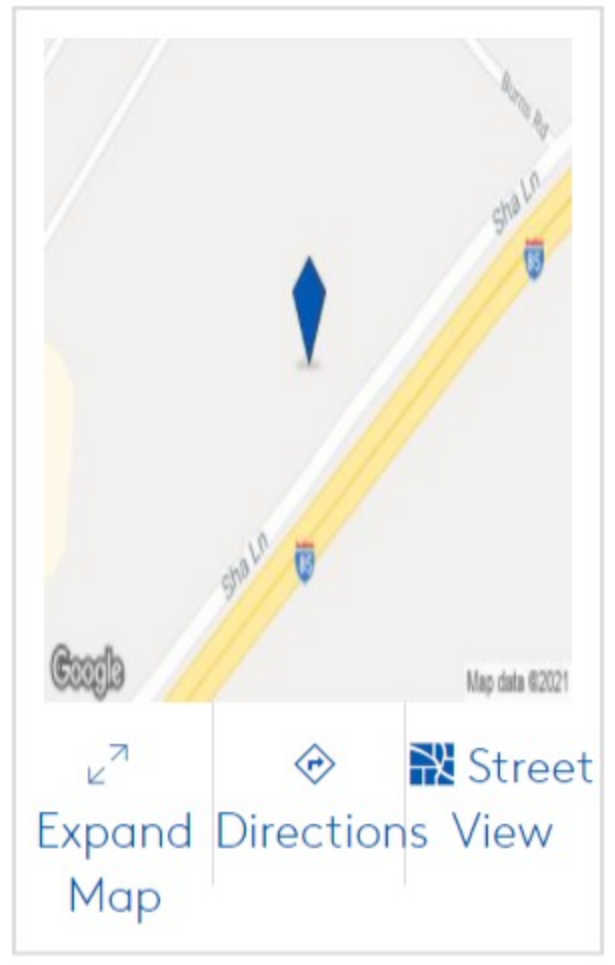 Burns Rd
Sha Ln
85
Sha Ln
85
Google
Map data ©2021
Expand Map
Directions
Street View